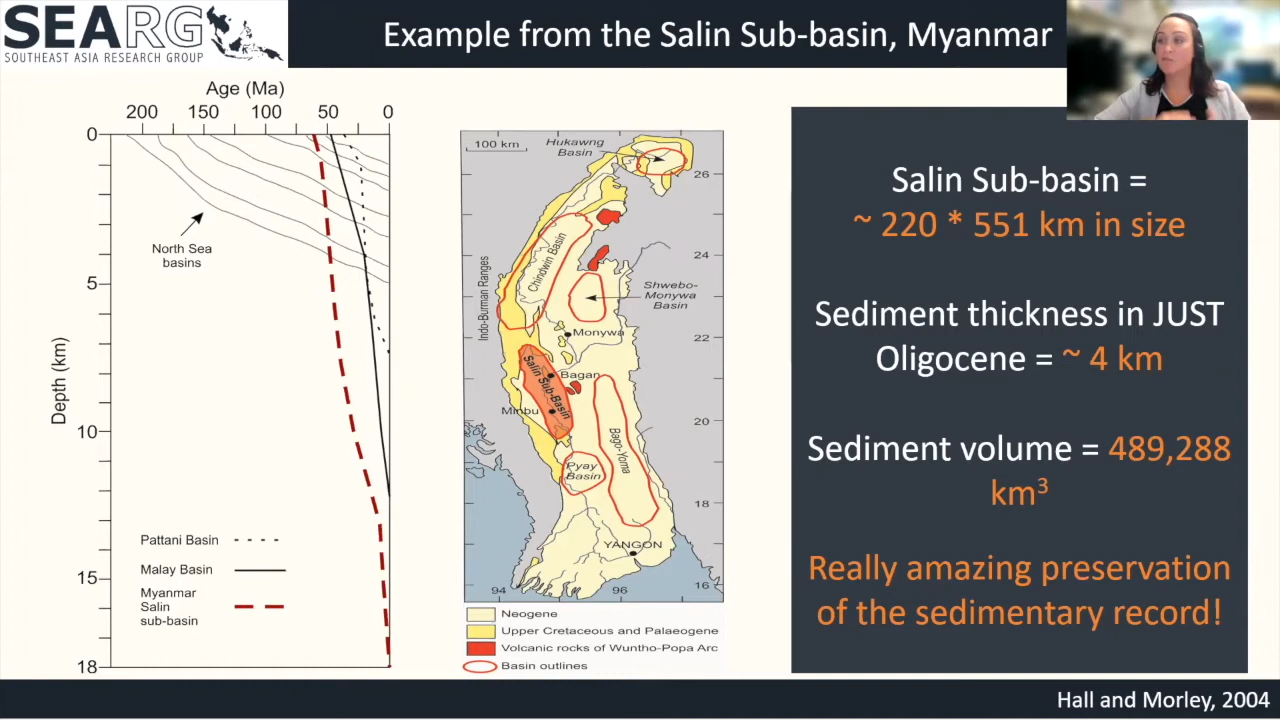 SEARG
SOUTHEAST ASIA RESEARCH GROUP
Example from the Salin Sub-basin, Myanmar
Age (Ma)
200 150 100 50 0
Depth (km)
0
5
10
15
18
North Sea
basins
Pattani Basin
Malay Basin
Myanmar
Salin
sub-basin
100 km
Hukawng
Basin
26
24
22
20
18
16
94
96
Indo-Burman Ranges
Chindwin Basin
Shwebo-
Monywa
Basin
Monywa
Salin Sub-Basin
Bagan
Minbu
Bago-Yoma
Pyay
Basin
YANGON
Neogene
Upper Cretaceous and Palaeogene
Volcanic rocks of Wuntho-Popa Arc
Basin outlines
Salin Sub-basin =
~ 220 * 551 km in size
Sediment thickness in JUST
Oligocene = ~ 4 km
Sediment volume = 489,288
km³
Really amazing preservation
of the sedimentary record!
Hall and Morley, 2004